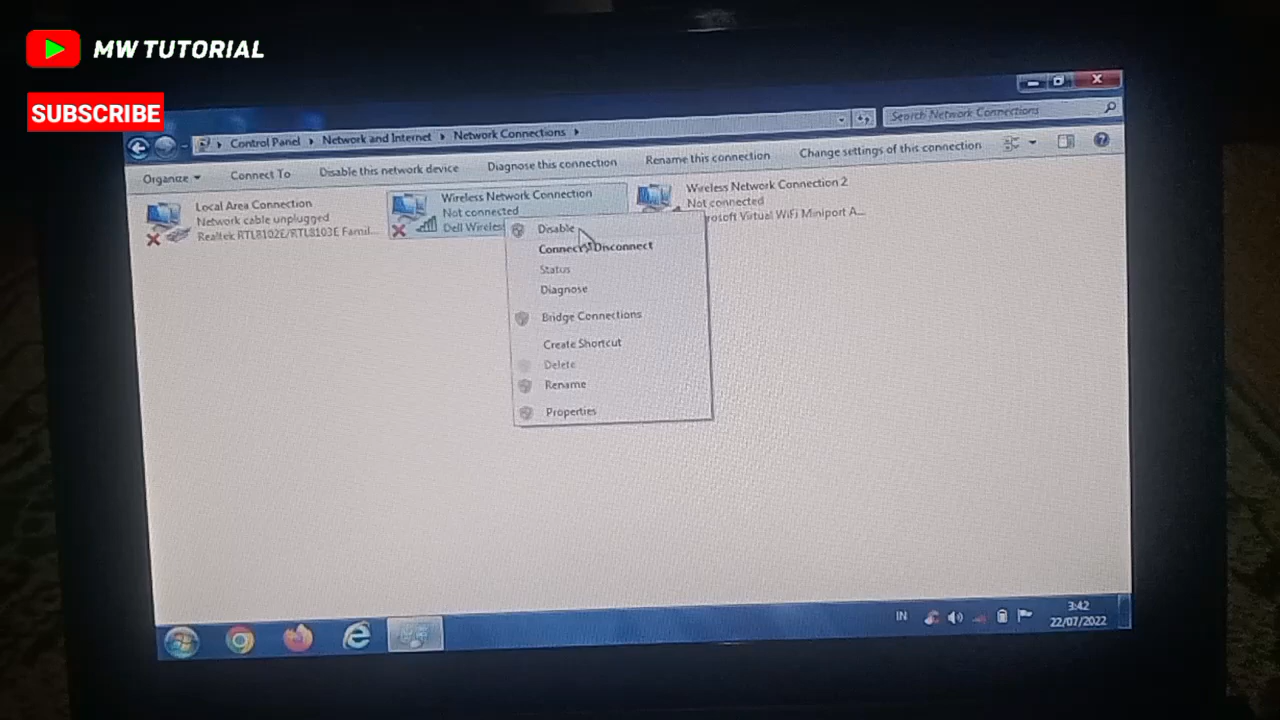 MW TUTORIAL
SUBSCRIBE
Control Panel
Network and Internet
Network Connections
Search Network Connections
Organize
Connect To
Disable this network device
Diagnose this connection
Rename this connection
Change settings of this connection
Local Area Connection
Network cable unplugged
Realtek RTL8102E/RTL8103E Famil...
Wireless Network Connection
Not connected
Dell Wireless
Wireless Network Connection 2
Not connected
rosoft Virtual WiFi Miniport A...
Disable
Connect/Disconnect
Status
Diagnose
Bridge Connections
Create Shortcut
Delete
Rename
Properties
IN
3:42
22/07/2022